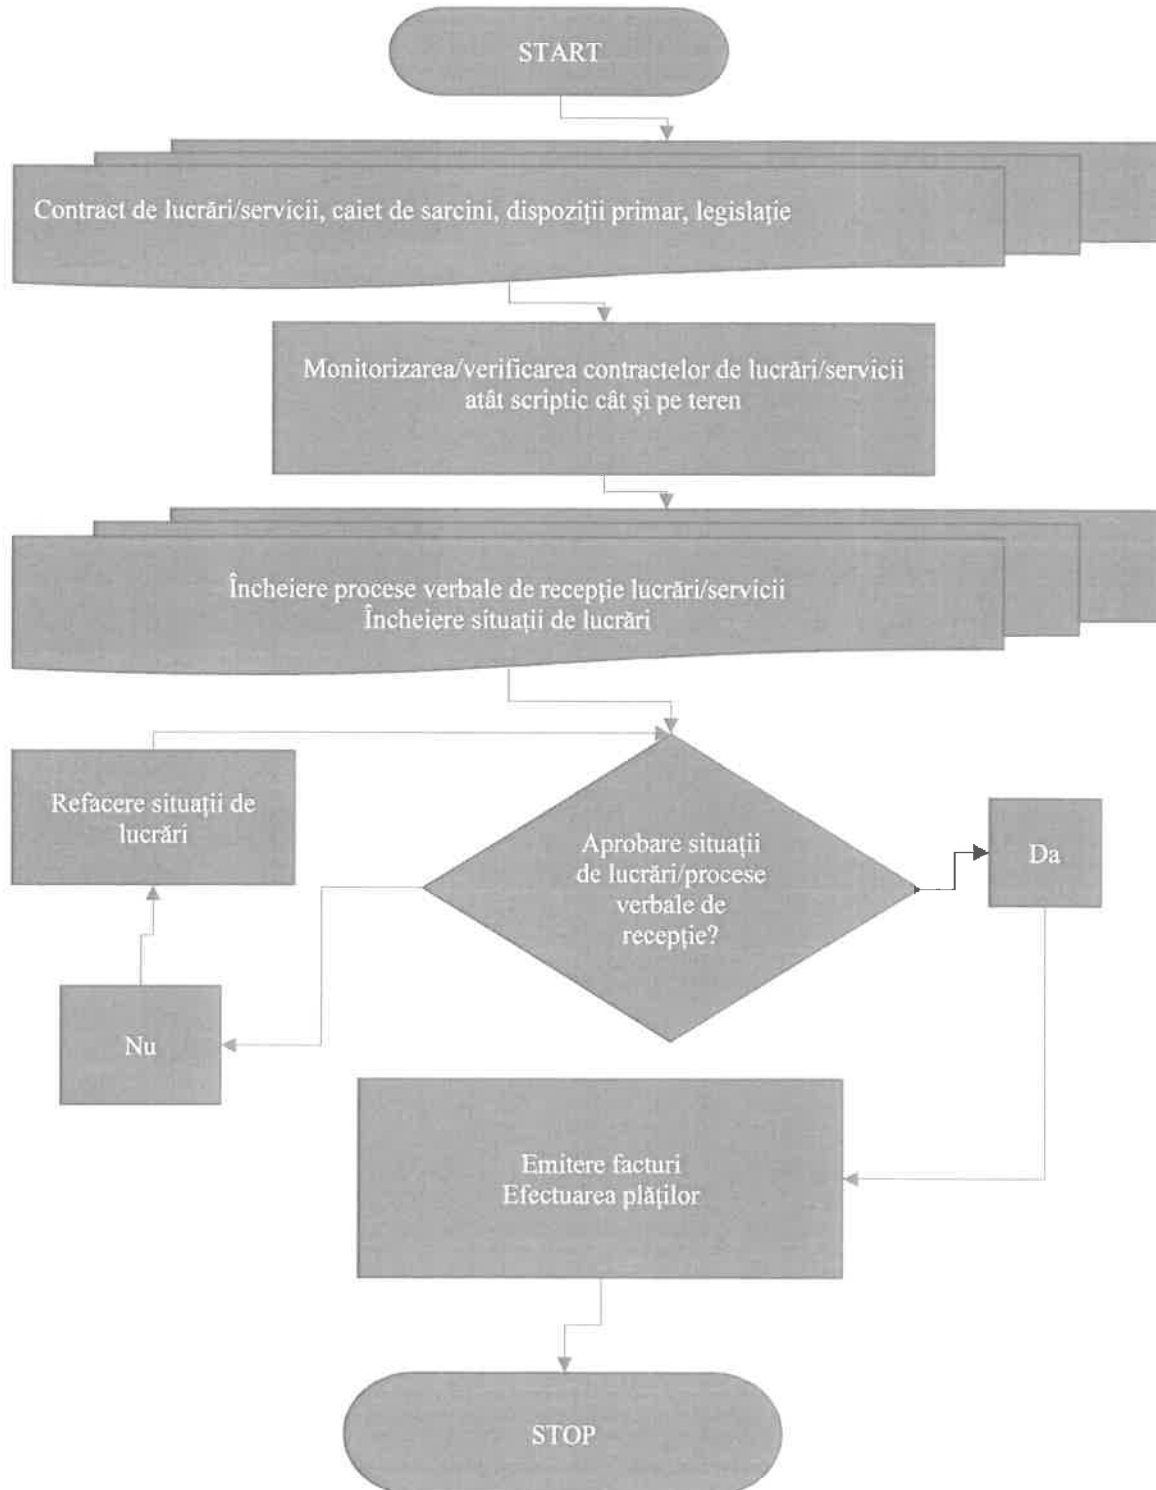 START
Contract de lucrări/servicii, caiet de sarcini, dispoziții primar, legislație
Monitorizarea/verificarea contractelor de lucrări/servicii
atât scriptic cât și pe teren
Încheiere procese verbale de recepție lucrări/servicii
Încheiere situații de lucrări
Refacere situații de
lucrări
Aprobare situații
de lucrări/procese
verbale de
recepție?
Da
Nu
Emitere facturi
Efectuarea plăților
STOP